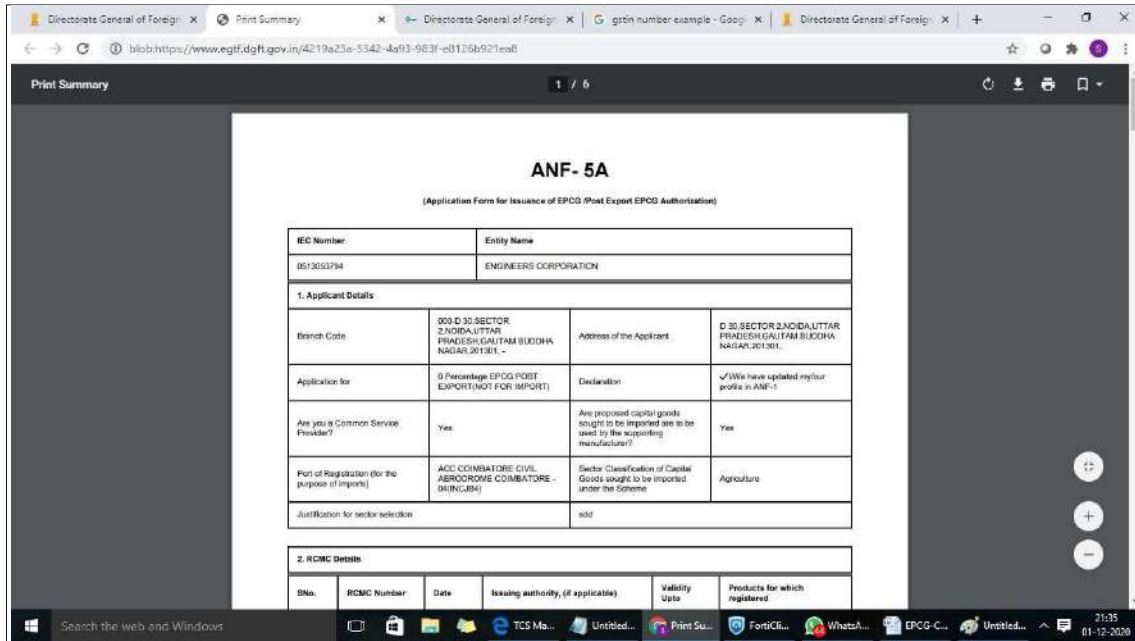 Directorate General of Foreign
Print Summary
Directorate General of Foreign
gstin number example - Goog
Directorate General of Foreign
blob:https://www.egtf.dgft.gov.in/4219a23a-5342-4a93-983f-e8126b921ea8
S
Print Summary
1 / 6
ANF- 5A
(Application Form for Issuance of EPCG /Post Export EPCG Authorization)
IEC Number Entity Name
0513053794 ENGINEERS CORPORATION
1. Applicant Details
Branch Code
000-D 30,SECTOR
2,NOIDA,UTTAR
PRADESH,GAUTAM BUDDHA
NAGAR,201301, -
Address of the Applicant
D 30,SECTOR 2,NOIDA,UTTAR
PRADESH,GAUTAM BUDDHA
NAGAR,201301,
Application for
0 Percentage EPCG POST
EXPORT(NOT FOR IMPORT)
Declaration
✓I/We have updated my/our
profile in ANF-1
Are you a Common Service
Provider?
Yes
Are proposed capital goods
sought to be imported are to be
used by the supporting
manufacturer?
Yes
Port of Registration (for the
purpose of imports)
ACC COIMBATORE CIVIL
AERODROME COIMBATORE -
04(INCJB4)
Sector Classification of Capital
Goods sought to be imported
under the Scheme
Agriculture
Justification for sector selection
2. RCMC Details
SNo. RCMC Number Date Issuing authority, (if applicable) Validity
Upto
Products for which
registered
Search the web and Windows
TCS Ma...
Untitled...
Print Su...
FortiCli...
WhatsA...
EPCG-C...
Untitled...
21:35
01-12-2020